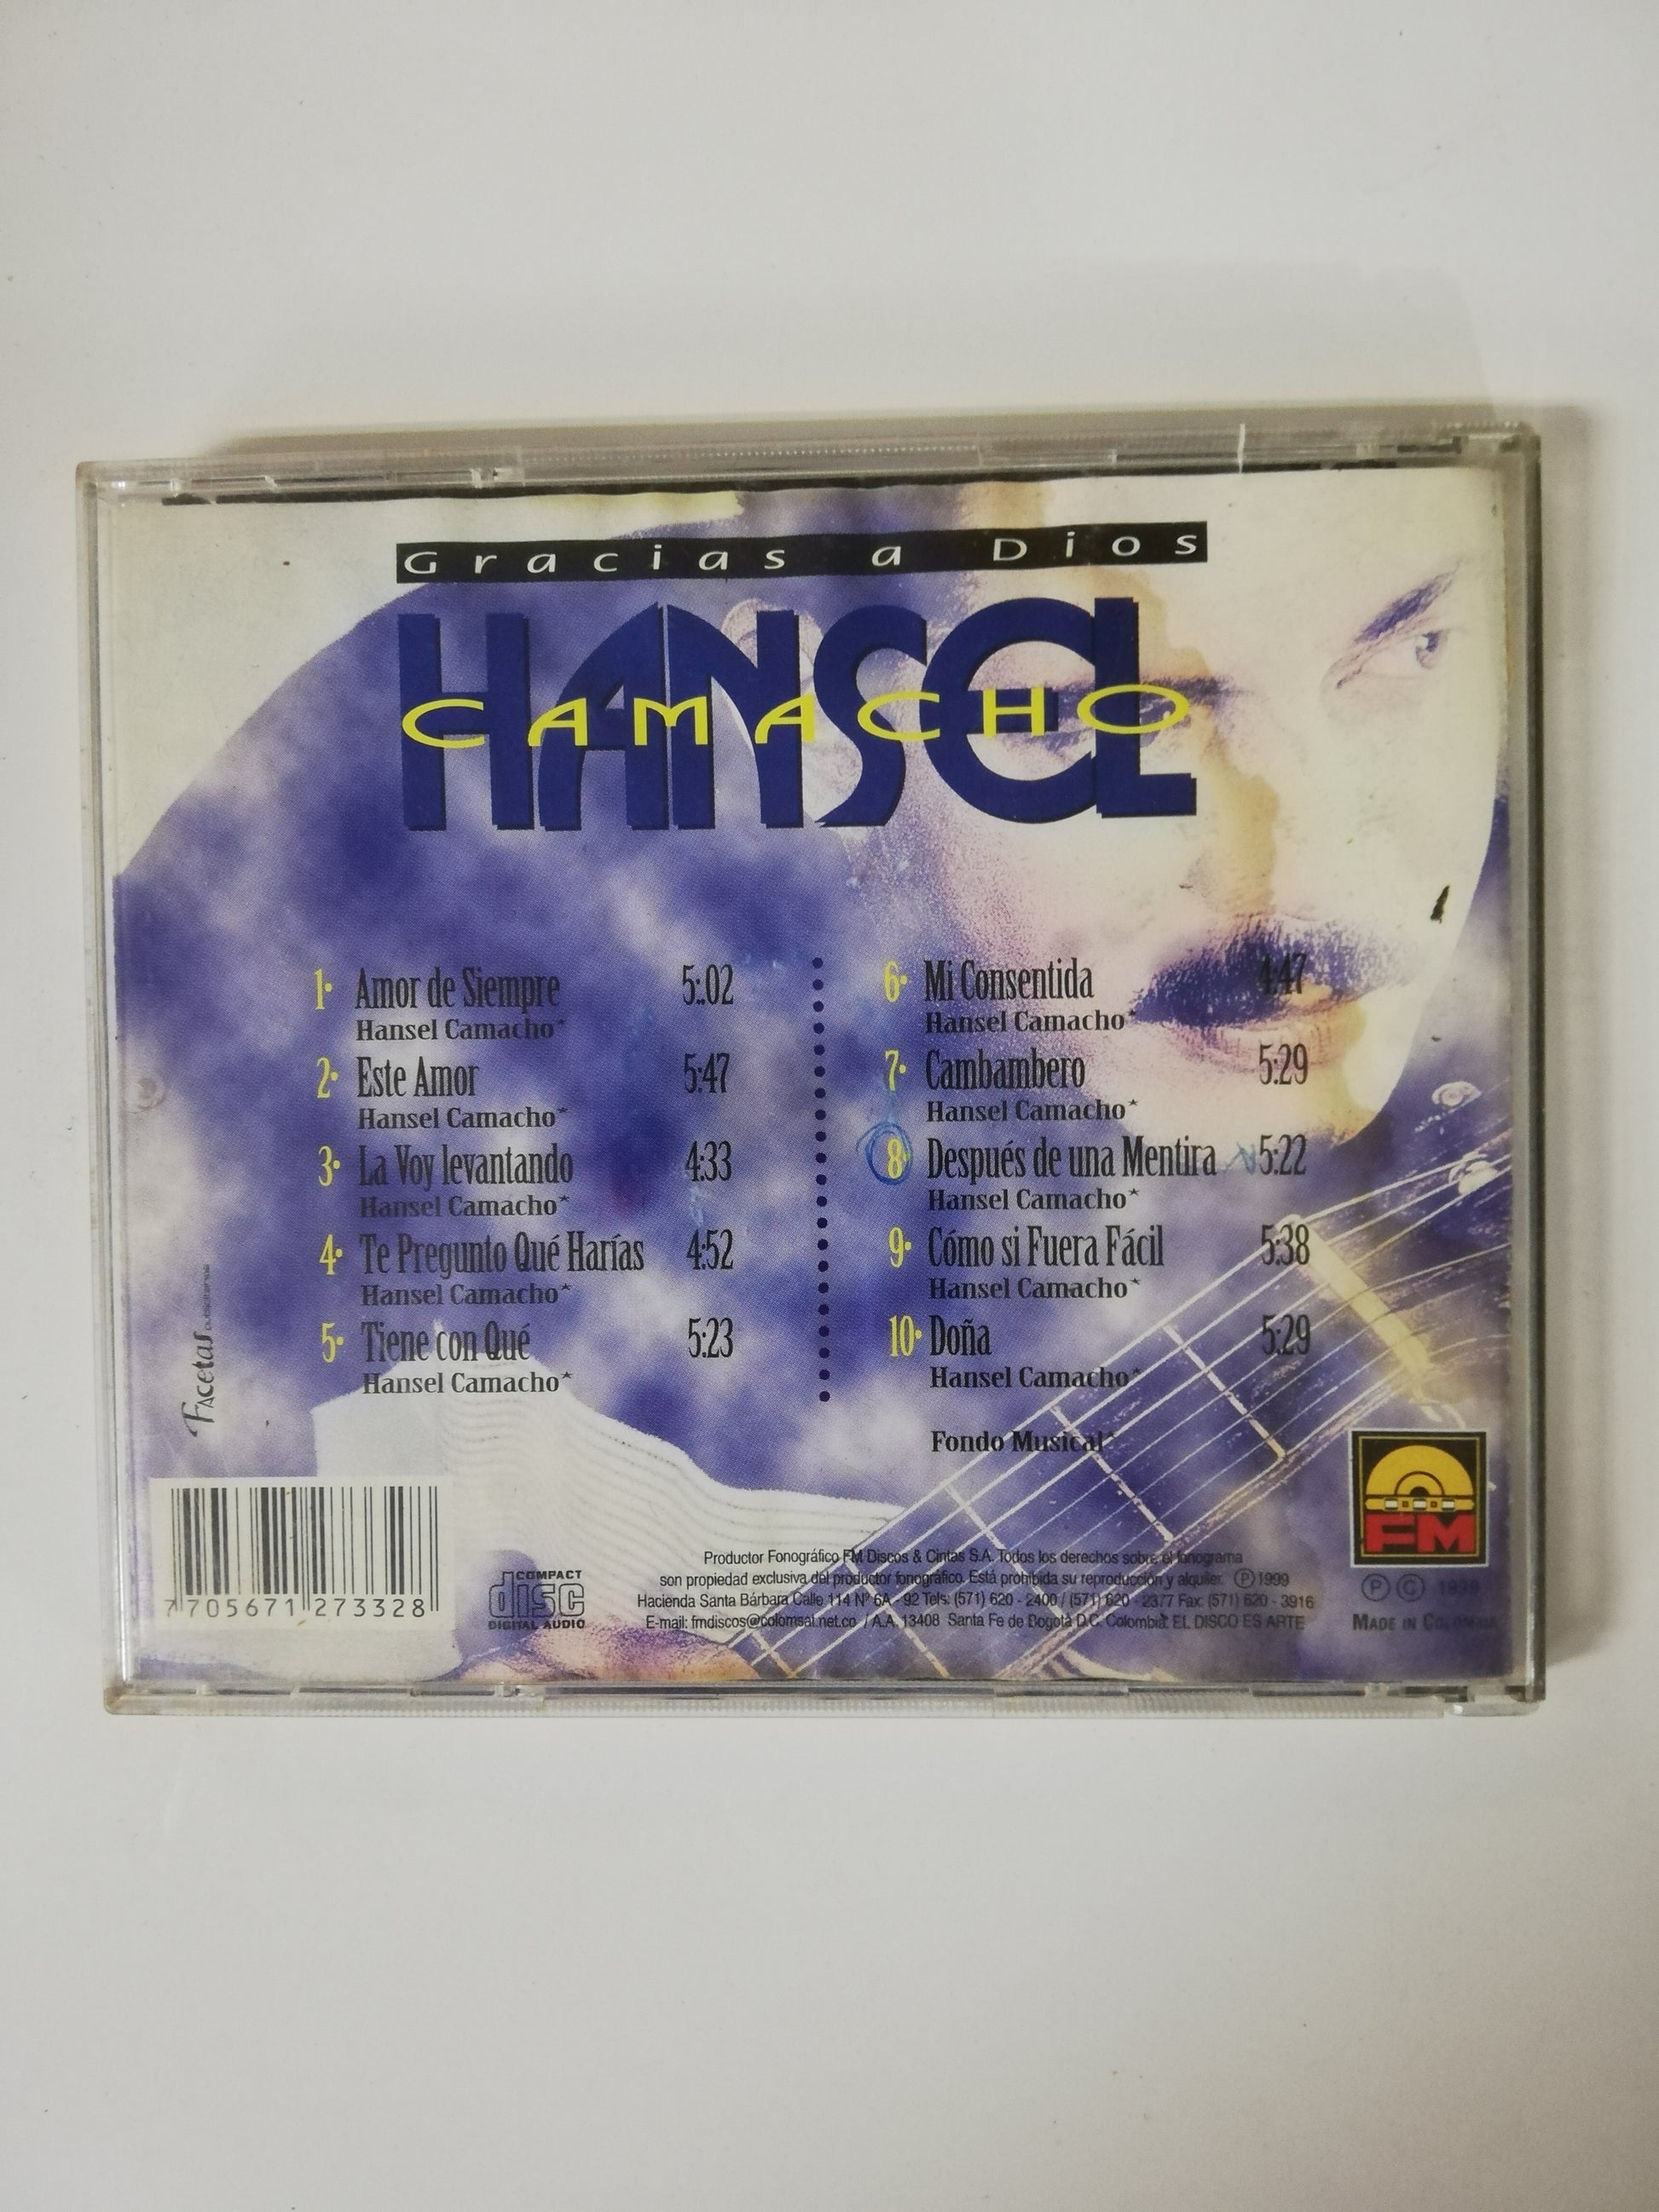 Gracias a Dios
HANSEL
CAMACHO
1· Amor de Siempre 5:02
Hansel Camacho*
2· Este Amor 5:47
Hansel Camacho*
3· La Voy levantando 4:33
Hansel Camacho*
4· Te Pregunto Qué Harías 4:52
Hansel Camacho*
5· Tiene con Qué 5:23
Hansel Camacho*
6· Mi Consentida 4:47
Hansel Camacho*
7· Cambambero 5:29
Hansel Camacho*
8· Después de una Mentira 5:22
Hansel Camacho*
9· Cómo si Fuera Fácil 5:38
Hansel Camacho*
10· Doña 5:29
Hansel Camacho*
Fondo Musical*
Facetas
7 705671 273328
COMPACT
disc
DIGITAL AUDIO
Productor Fonográfico FM Discos & Cintas S.A. Todos los derechos sobre el fonograma
son propiedad exclusiva del productor fonográfico. Está prohibida su reproducción y alquiler. Ⓟ1999
Hacienda Santa Bárbara Calle 114 Nº 6A - 92 Tels: (571) 620 - 2400 / (571) 620 - 2377 Fax: (571) 620 - 3916
E-mail: fmdiscos@colomsat.net.co / A.A. 13408 Santa Fe de Bogotá D.C. Colombia. EL DISCO ES ARTE
FM
Ⓟ © 1999
MADE IN COLOMBIA